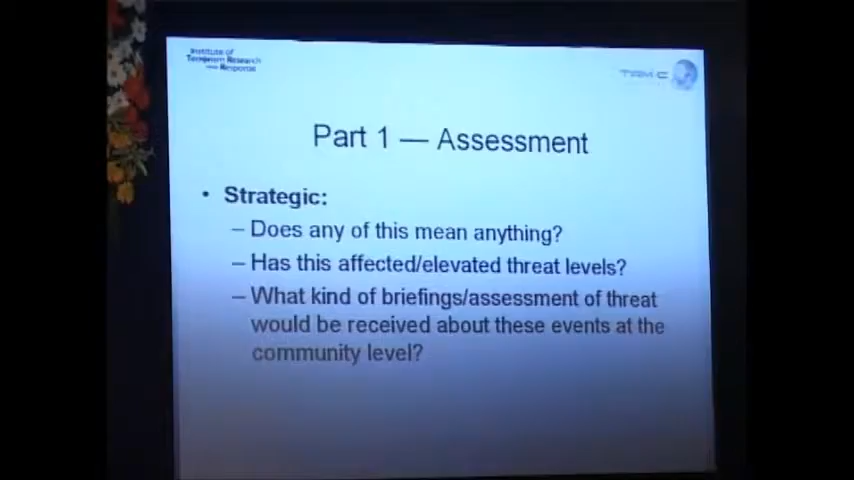 Institute of
Terrorism Research
and Response
Part 1 — Assessment
• Strategic:
– Does any of this mean anything?
– Has this affected/elevated threat levels?
– What kind of briefings/assessment of threat
would be received about these events at the
community level?